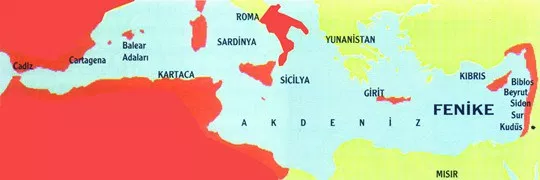 ROMA
SARDİNYA
YUNANİSTAN
Balear
Adaları
Cadiz
Cartagena
KARTACA
SİCİLYA
GİRİT
KIBRIS
Biblos
Beyrut
Sidon
Sur
Kudüs
FENİKE
AKDENİZ
MISIR